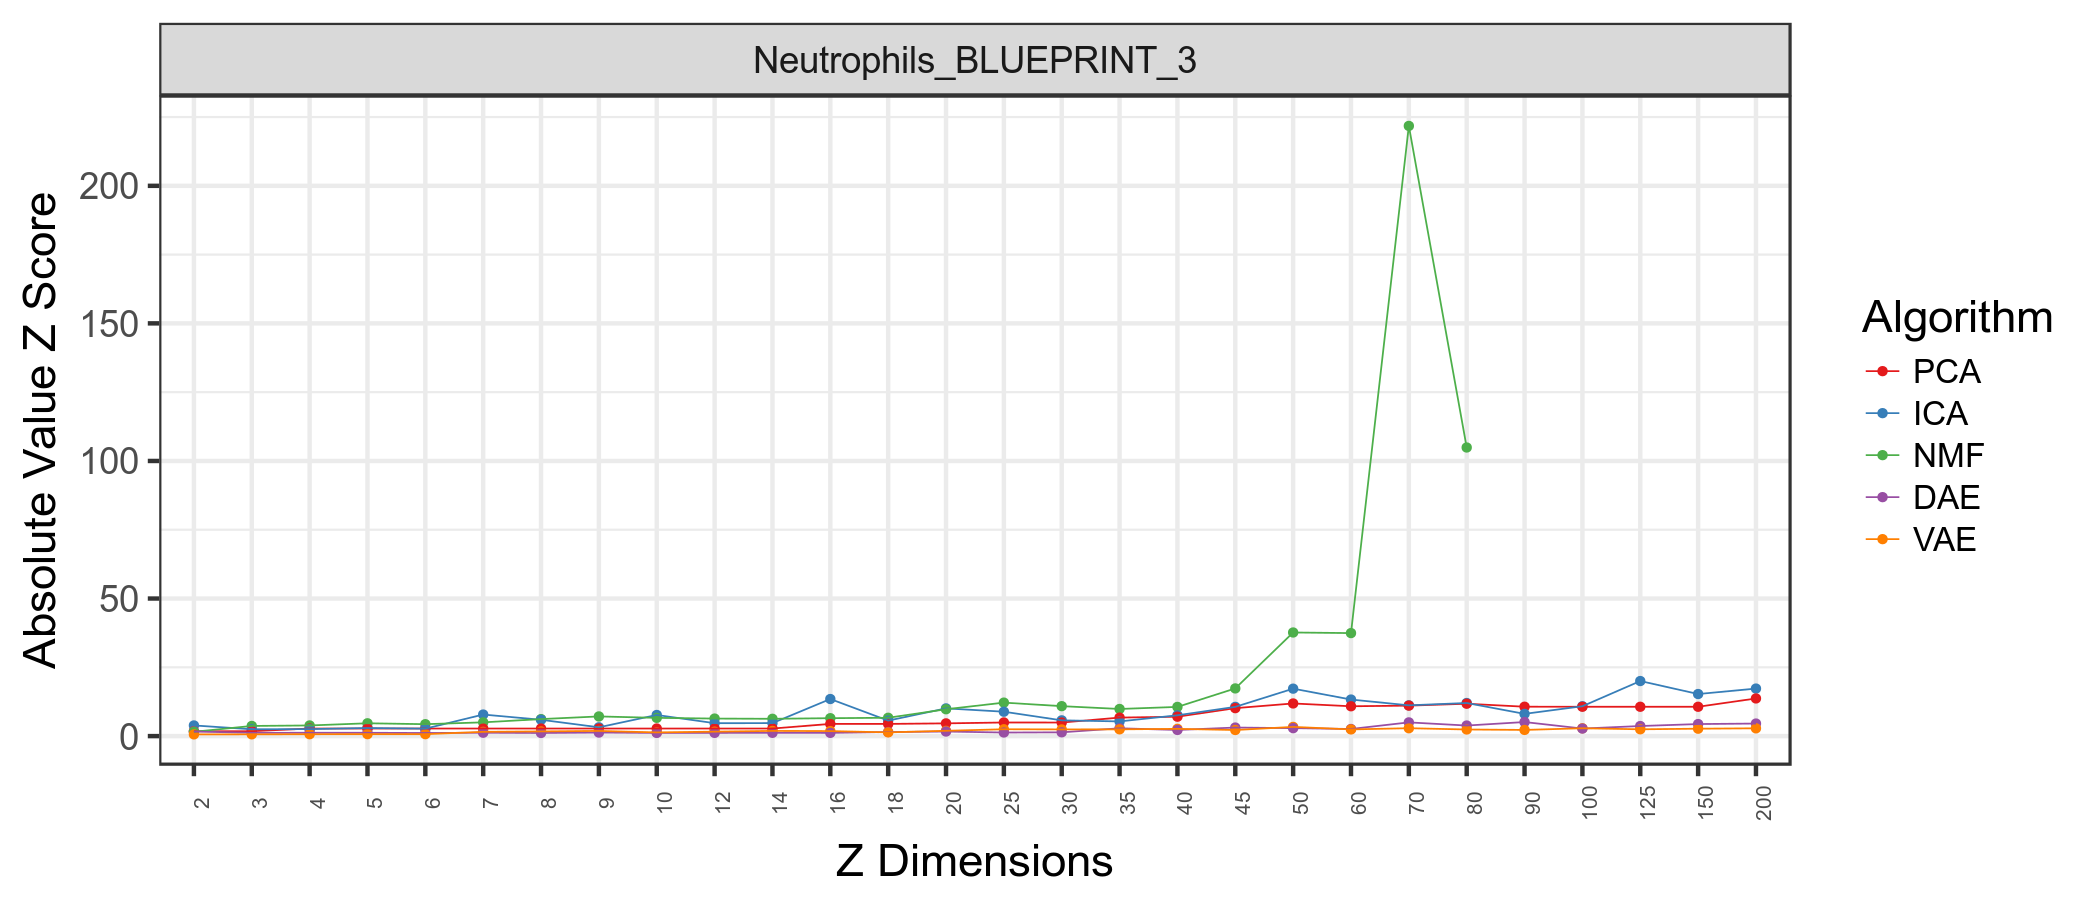 Neutrophils_BLUEPRINT_3
Absolute Value Z Score
200
150
100
50
0
2 3 4 5 6 7 8 9 10 12 14 16 18 20 25 30 35 40 45 50 60 70 80 90 100 125 150 200
Z Dimensions
Algorithm
PCA
ICA
NMF
DAE
VAE